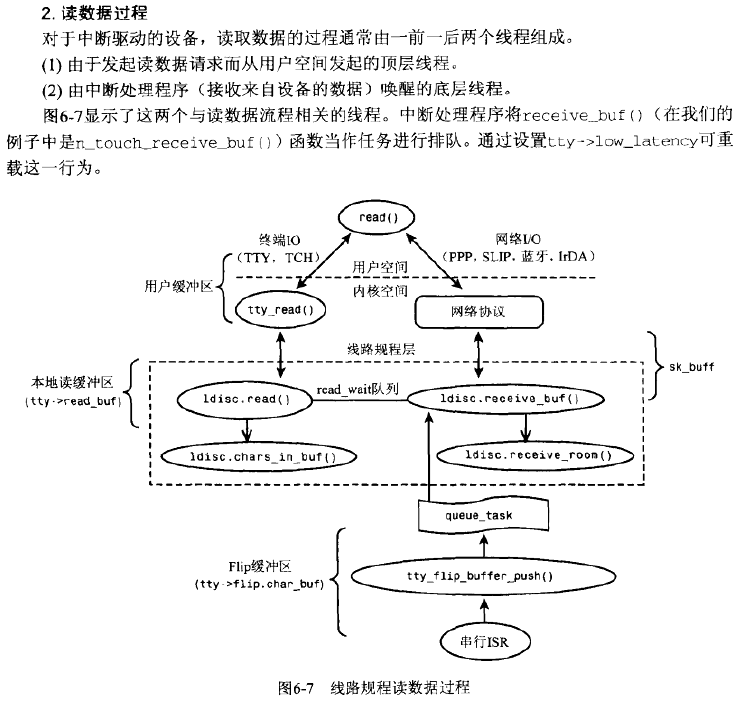 2. 读数据过程
对于中断驱动的设备，读取数据的过程通常由一前一后两个线程组成。
(1) 由于发起读数据请求而从用户空间发起的顶层线程。
(2) 由中断处理程序（接收来自设备的数据）唤醒的底层线程。
图6-7显示了这两个与读数据流程相关的线程。中断处理程序将receive_buf()（在我们的
例子中是n_touch_receive_buf()）函数当作任务进行排队。通过设置tty->low_latency可重
载这一行为。
read()
终端IO
(TTY，TCH)
网络I/O
(PPP，SLIP，蓝牙，IrDA)
用户缓冲区
用户空间
内核空间
tty_read()
网络协议
线路规程层
sk_buff
本地读缓冲区
(tty->read_buf)
ldisc.read()
read_wait队列
ldisc.receive_buf()
ldisc.chars_in_buf()
ldisc.receive_room()
queue_task
Flip缓冲区
(tty->flip.char_buf)
tty_flip_buffer_push()
串行ISR
图6-7 线路规程读数据过程